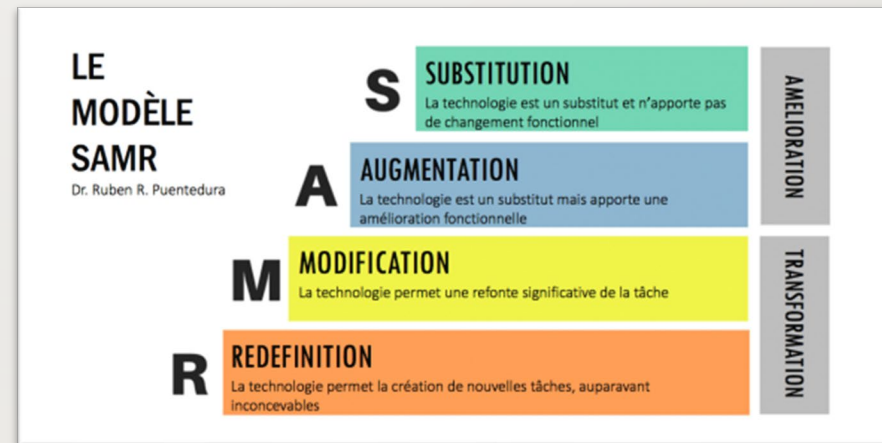 LE
MODÈLE
SAMR
Dr. Ruben R. Puentedura
S
SUBSTITUTION
La technologie est un substitut et n'apporte pas
de changement fonctionnel
A
AUGMENTATION
La technologie est un substitut mais apporte une
amélioration fonctionnelle
AMELIORATION
M
MODIFICATION
La technologie permet une refonte significative de la tâche
R
REDEFINITION
La technologie permet la création de nouvelles tâches, auparavant
inconcevables
TRANSFORMATION